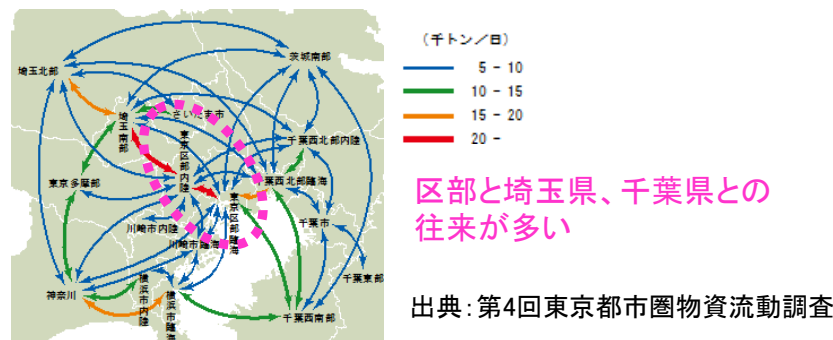 茨城南部
埼玉北部
埼玉南部
さいたま市
東京区部内陸
千葉西北部内陸
東京多摩部
葉西北部臨海
東京区部臨海
千葉市
川崎市内陸
川崎市臨海
千葉東部
神奈川
横浜市内陸
横浜市臨海
千葉西南部
(千トン/日)
5 - 10
10 - 15
15 - 20
20 -
区部と埼玉県、千葉県との
往来が多い
出典:第4回東京都市圏物資流動調査